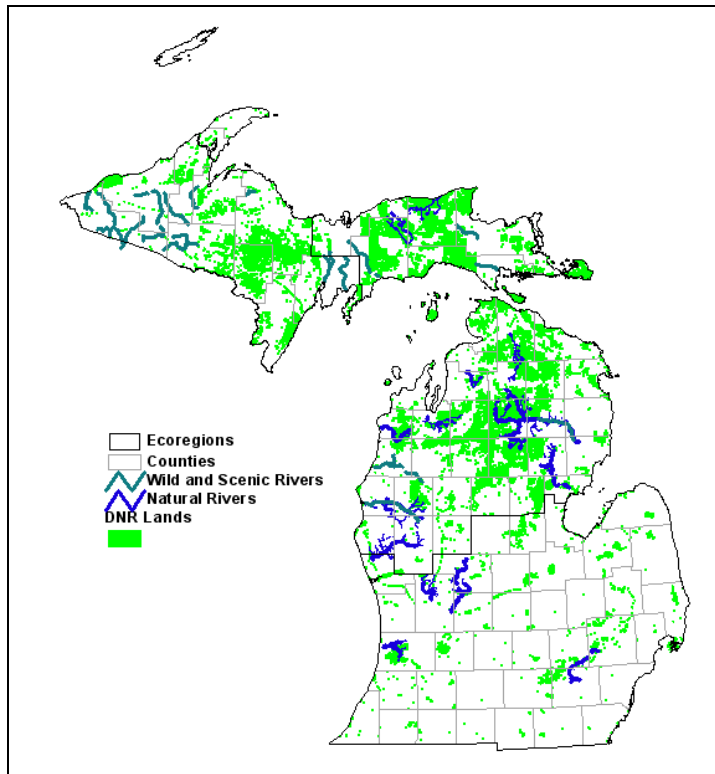 Ecoregions
Counties
Wild and Scenic Rivers
Natural Rivers
DNR Lands